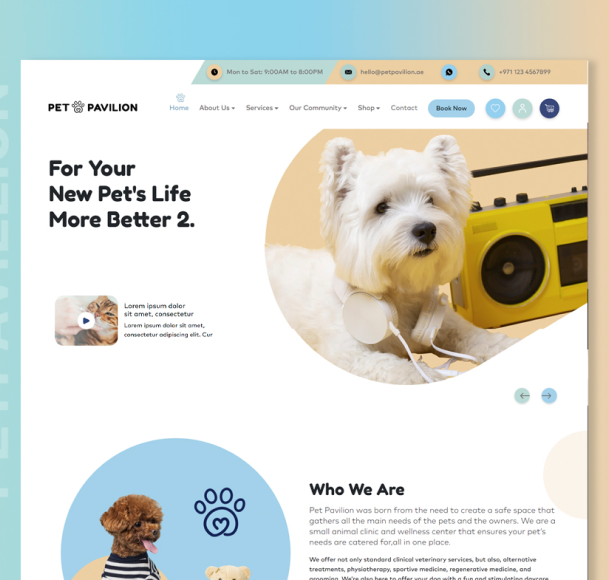 Mon to Sat: 9:00AM to 8:00PM
hello@petpavilion.ae
+971 123 4567899
PET PAVILION
Home
About Us
Services
Our Community
Shop
Contact
Book Now
For Your
New Pet's Life
More Better 2.
Lorem ipsum dolor
sit amet, consectetur
Lorem ipsum dolor sit amet,
consectetur adipiscing elit. Cur
Who We Are
Pet Pavilion was born from the need to create a safe space that
gathers all the main needs of the pets and the owners. We are a
small animal clinic and wellness center that ensures your pet's
needs are catered for,all in one place.
We offer not only standard clinical veterinary services, but also, alternative
treatments, physiotherapy, sportive medicine, regenerative medicine, and
grooming. We're also here to offer your dog with a fun and stimulating daycare